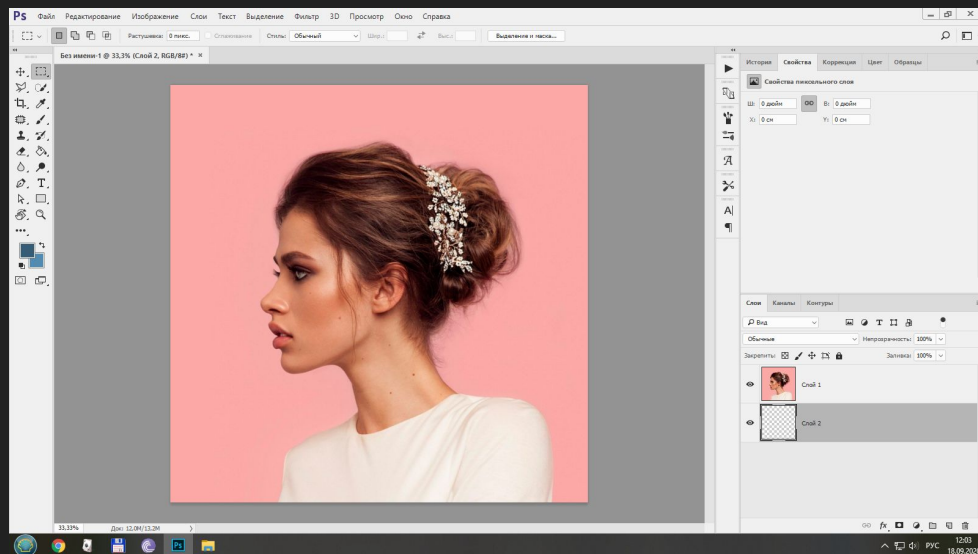 Ps Файл Редактирование Изображение Слои Текст Выделение Фильтр 3D Просмотр Окно Справка
Растушевка: 0 пикс. Сглаживание Стиль: Обычный Шир.: Выс.: Выделение и маска...
Без имени-1 @ 33,3% (Слой 2, RGB/8#) * ×
История Свойства Коррекция Цвет Образцы
Свойства пиксельного слоя
Ш: 0 дюйм В: 0 дюйм
X: 0 см Y: 0 см
Слои Каналы Контуры
Вид
Обычные Непрозрачность: 100%
Закрепить: Заливка: 100%
Слой 1
Слой 2
fx
33,33% Док: 12,0M/13,2M
Ps РУС 12:03